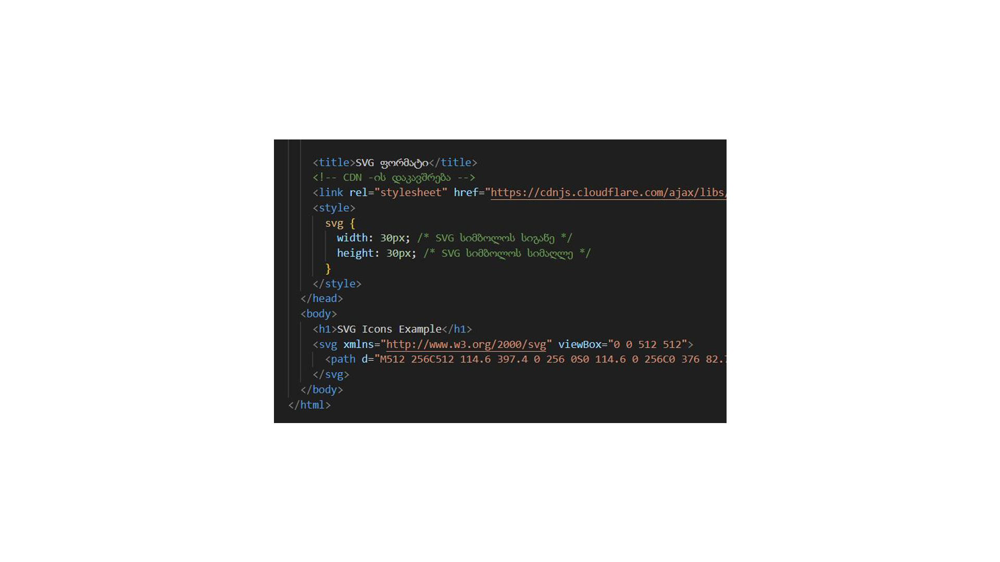 <title>SVG ფორმატი</title>
<!-- CDN -ის დაკავშრება -->
<link rel="stylesheet" href="https://cdnjs.cloudflare.com/ajax/libs/
<style>
svg {
width: 30px; /* SVG სიმბოლოს სიგანე */
height: 30px; /* SVG სიმბოლოს სიმაღლე */
}
</style>
</head>
<body>
<h1>SVG Icons Example</h1>
<svg xmlns="http://www.w3.org/2000/svg" viewBox="0 0 512 512">
<path d="M512 256C512 114.6 397.4 0 256 0S0 114.6 0 256C0 376 82.7
</svg>
</body>
</html>